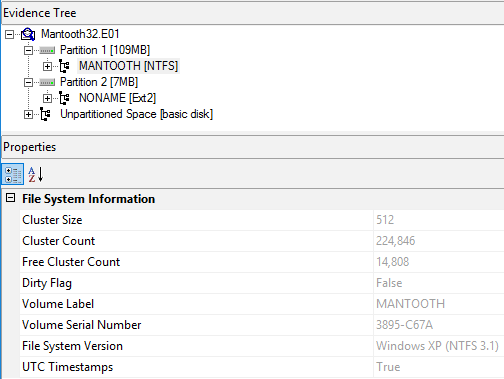 Evidence Tree
Mantooth32.E01
Partition 1 [109MB]
MANTOOTH [NTFS]
Partition 2 [7MB]
NONAME [Ext2]
Unpartitioned Space [basic disk]
Properties
A
Z
File System Information
Cluster Size 512
Cluster Count 224,846
Free Cluster Count 14,808
Dirty Flag False
Volume Label MANTOOTH
Volume Serial Number 3895-C67A
File System Version Windows XP (NTFS 3.1)
UTC Timestamps True